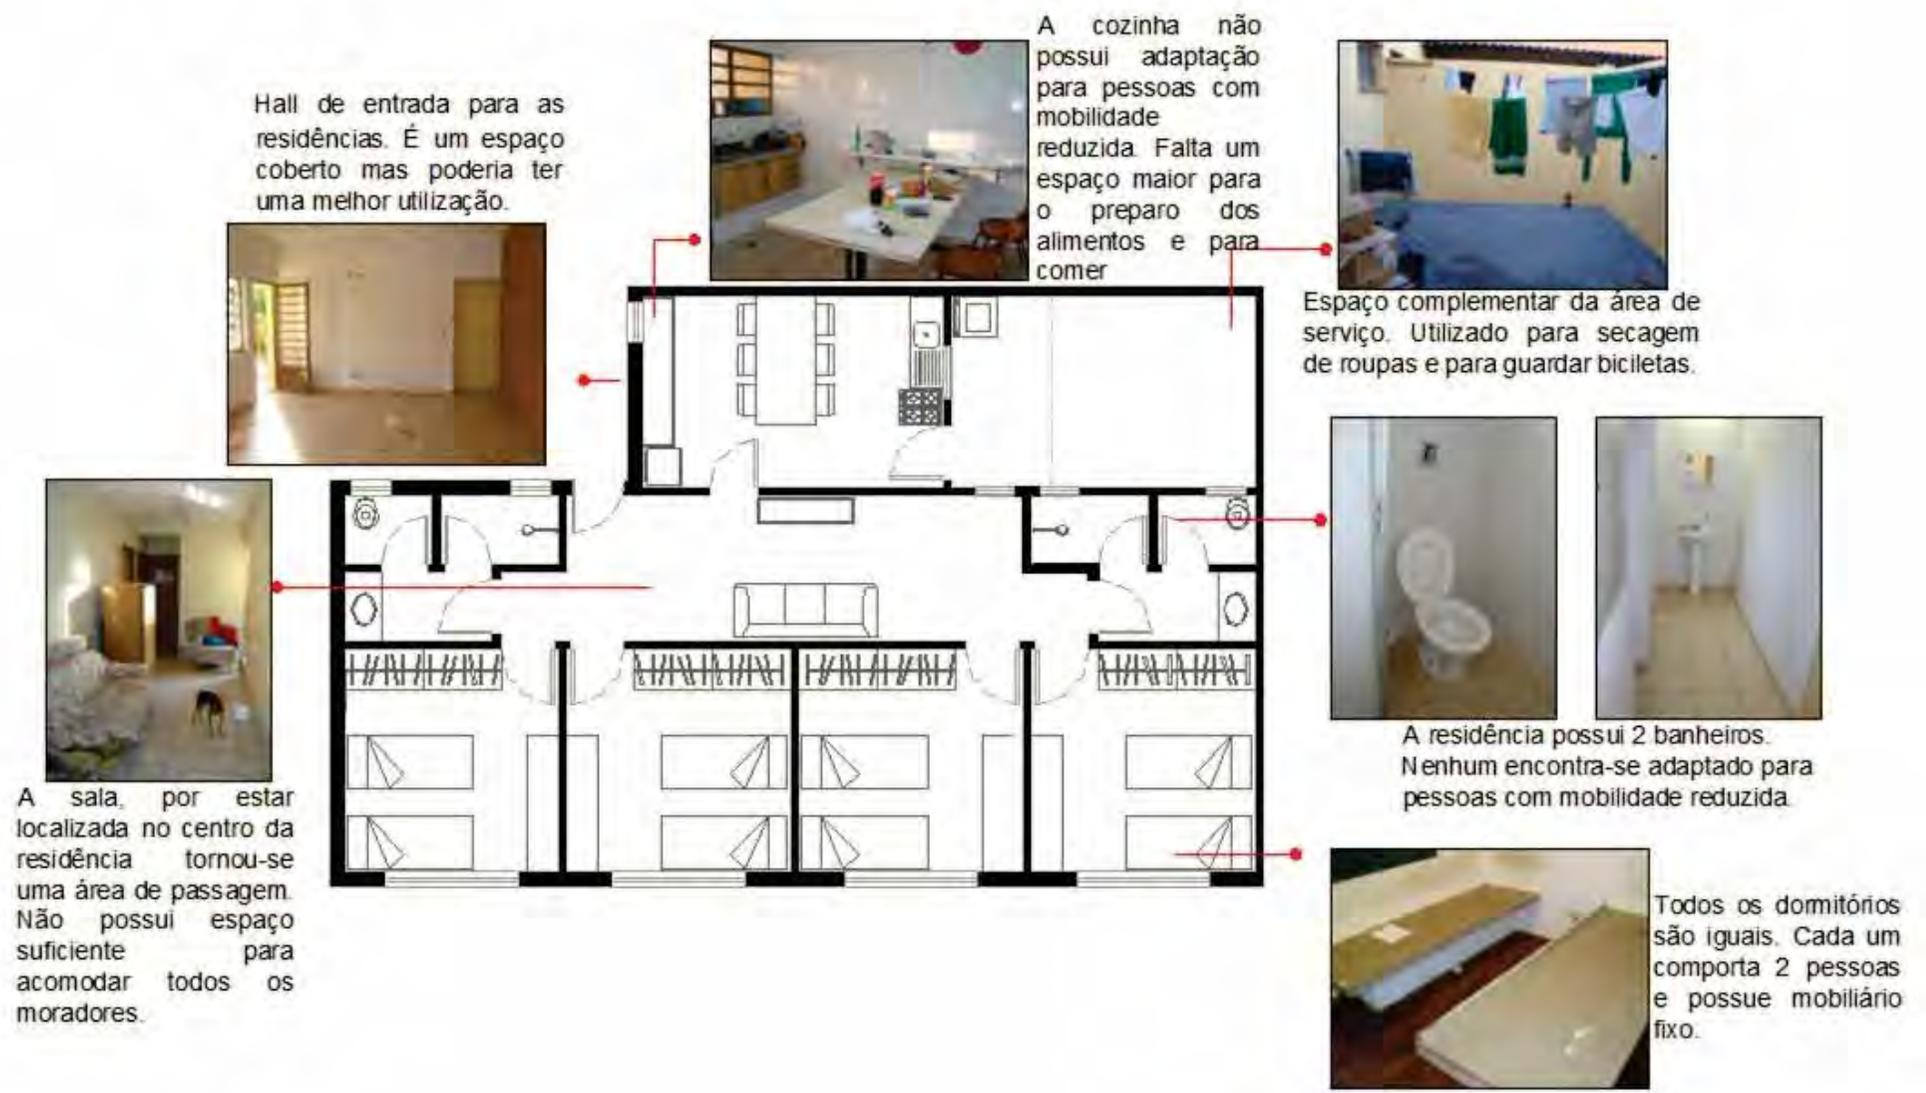 Hall de entrada para as
residências. É um espaço
coberto mas poderia ter
uma melhor utilização.
A cozinha não
possui adaptação
para pessoas com
mobilidade
reduzida. Falta um
espaço maior para
o preparo dos
alimentos e para
comer
Espaço complementar da área de
serviço. Utilizado para secagem
de roupas e para guardar biciletas.
A residência possui 2 banheiros.
Nenhum encontra-se adaptado para
pessoas com mobilidade reduzida.
A sala, por estar
localizada no centro da
residência tornou-se
uma área de passagem.
Não possui espaço
suficiente para
acomodar todos os
moradores.
Todos os dormitórios
são iguais. Cada um
comporta 2 pessoas
e possue mobiliário
fixo.